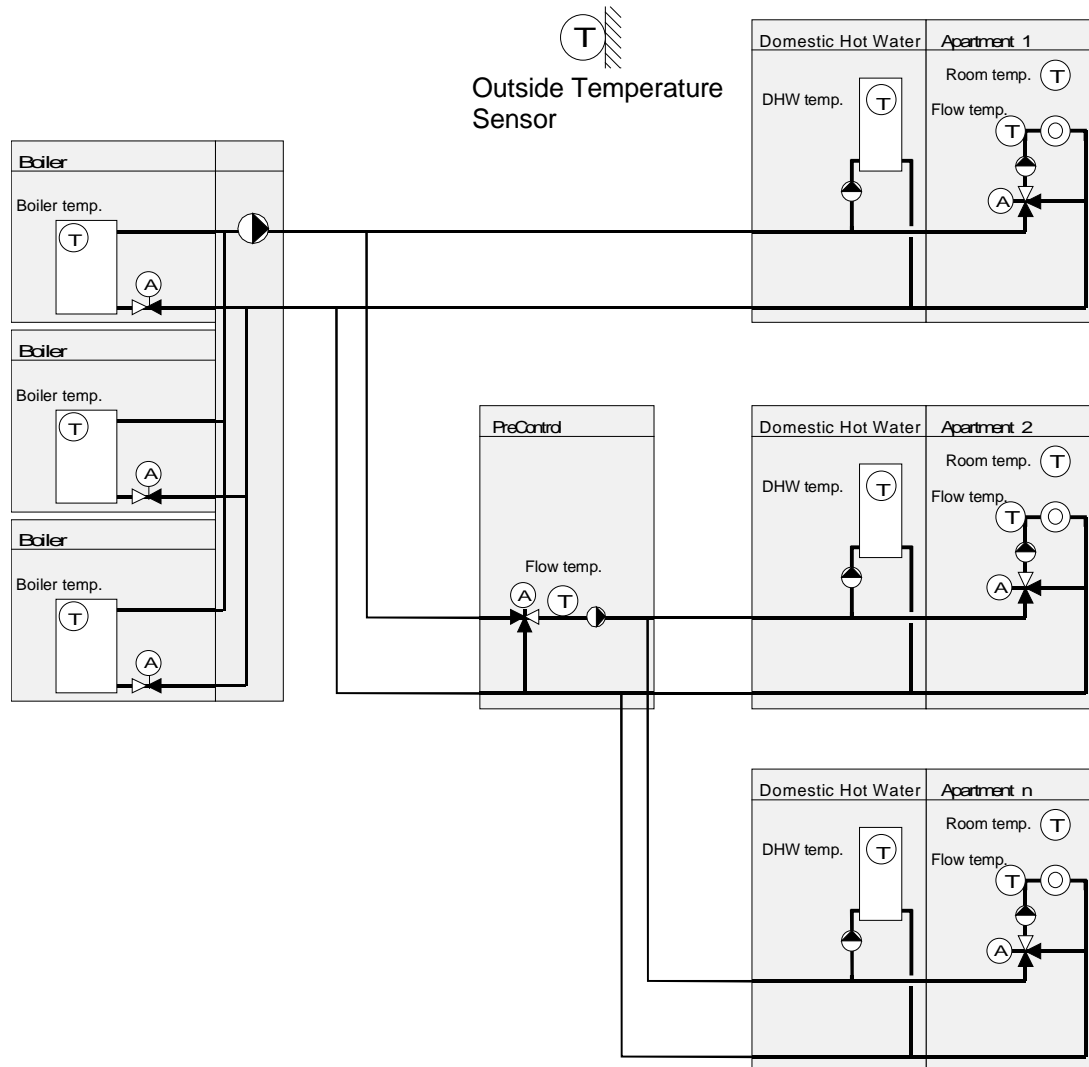 T
Outside Temperature
Sensor
Domestic Hot Water
Apartment 1
Room temp.
T
DHW temp.
T
Flow temp.
T
A
Boiler
Boiler temp.
T
A
Boiler
Boiler temp.
T
A
Boiler
Boiler temp.
T
A
PreControl
Flow temp.
A
T
Domestic Hot Water
Apartment 2
Room temp.
T
DHW temp.
T
Flow temp.
T
A
Domestic Hot Water
Apartment n
Room temp.
T
DHW temp.
T
Flow temp.
T
A